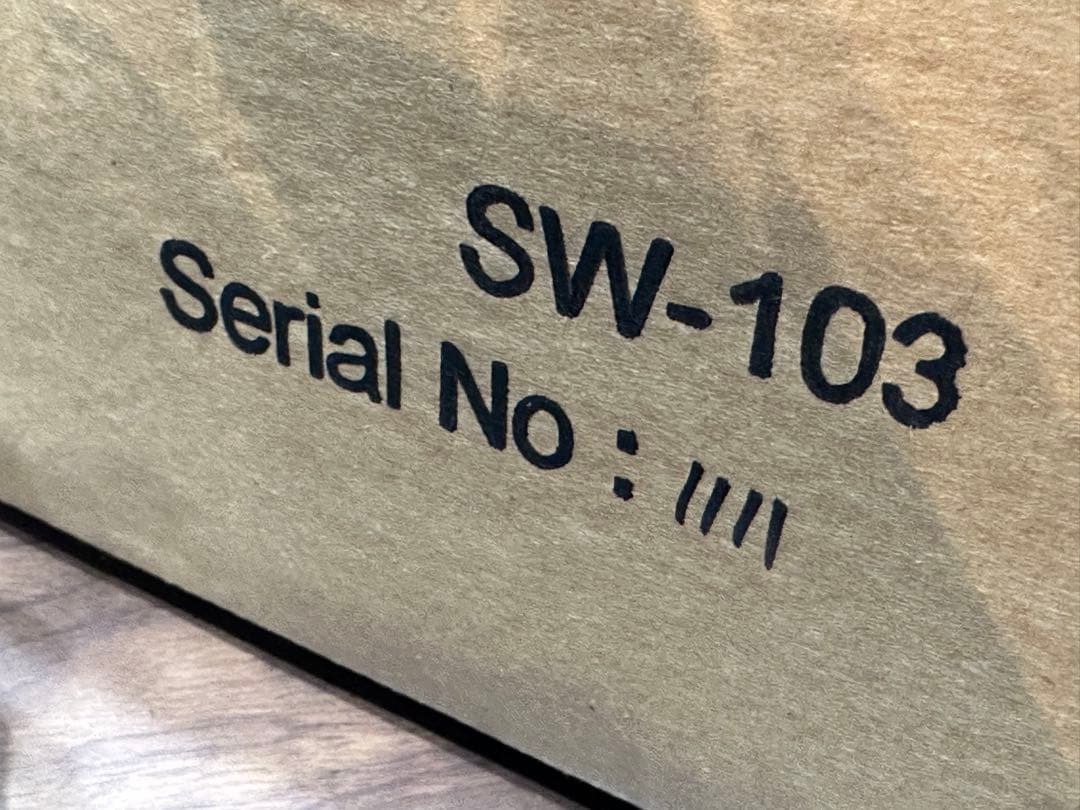 SW-103
Serial No : ////